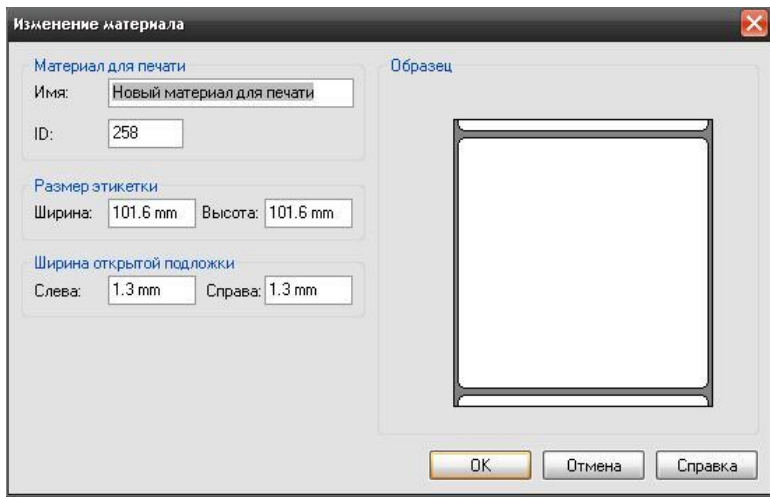 Изменение материала
Материал для печати
Имя: Новый материал для печати
ID: 258
Размер этикетки
Ширина: 101.6 mm Высота: 101.6 mm
Ширина открытой подложки
Слева: 1.3 mm Справа: 1.3 mm
Образец
OK Отмена Справка